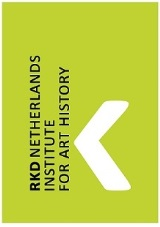 RKD NETHERLANDS
INSTITUTE
FOR ART HISTORY